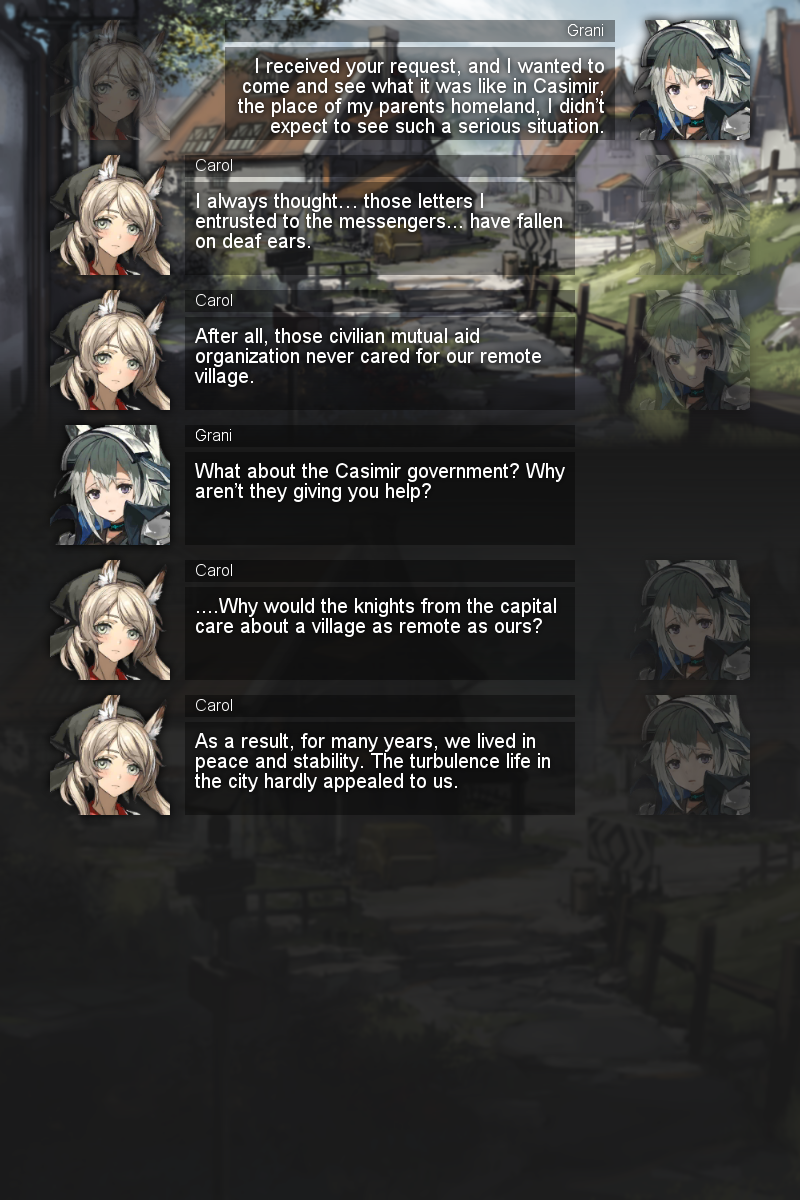 Grani
I received your request, and I wanted to
come and see what it was like in Casimir,
the place of my parents homeland, I didn't
expect to see such a serious situation.
Carol
I always thought... those letters I
entrusted to the messengers... have fallen
on deaf ears.
Carol
After all, those civilian mutual aid
organization never cared for our remote
village.
Grani
What about the Casimir government? Why
aren't they giving you help?
Carol
....Why would the knights from the capital
care about a village as remote as ours?
Carol
As a result, for many years, we lived in
peace and stability. The turbulence life in
the city hardly appealed to us.